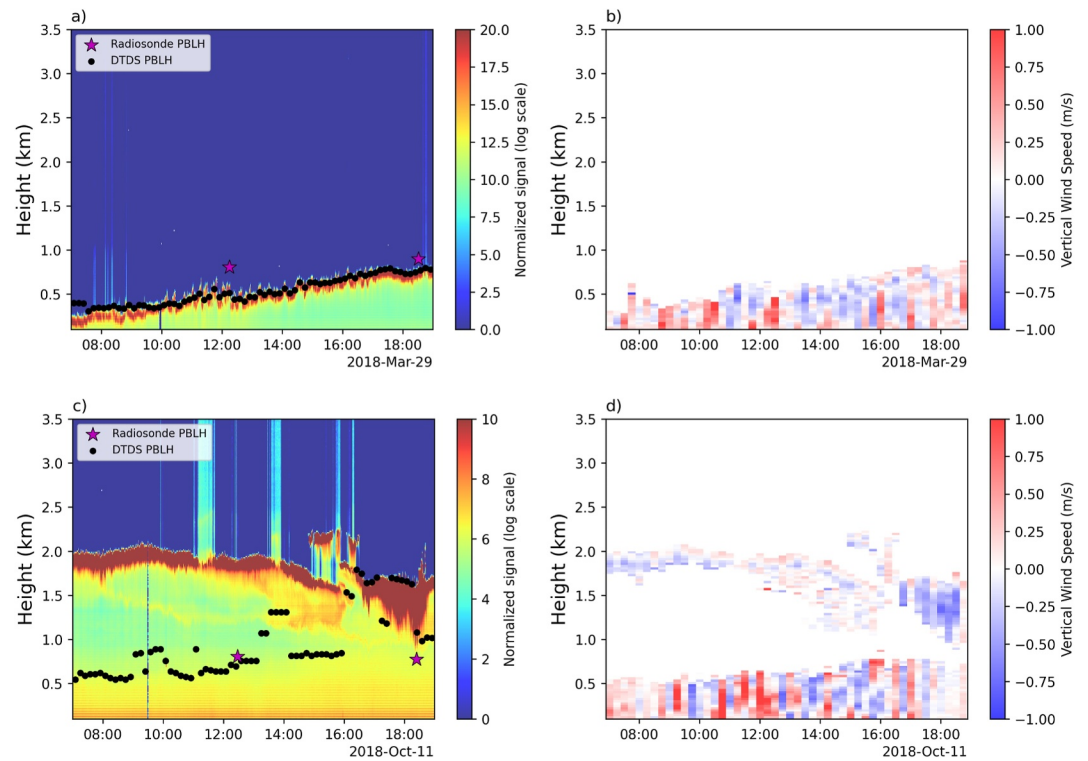 a)
3.5
3.0
2.5
2.0
1.5
1.0
0.5
Height (km)
Radiosonde PBLH
DTDS PBLH
08:00 10:00 12:00 14:00 16:00 18:00
2018-Mar-29
20.0
17.5
15.0
12.5
10.0
7.5
5.0
2.5
0.0
Normalized signal (log scale)
b)
3.5
3.0
2.5
2.0
1.5
1.0
0.5
Height (km)
08:00 10:00 12:00 14:00 16:00 18:00
2018-Mar-29
1.00
0.75
0.50
0.25
0.00
−0.25
−0.50
−0.75
−1.00
Vertical Wind Speed (m/s)
c)
3.5
3.0
2.5
2.0
1.5
1.0
0.5
Height (km)
Radiosonde PBLH
DTDS PBLH
08:00 10:00 12:00 14:00 16:00 18:00
2018-Oct-11
10
8
6
4
2
0
Normalized signal (log scale)
d)
3.5
3.0
2.5
2.0
1.5
1.0
0.5
Height (km)
08:00 10:00 12:00 14:00 16:00 18:00
2018-Oct-11
1.00
0.75
0.50
0.25
0.00
−0.25
−0.50
−0.75
−1.00
Vertical Wind Speed (m/s)